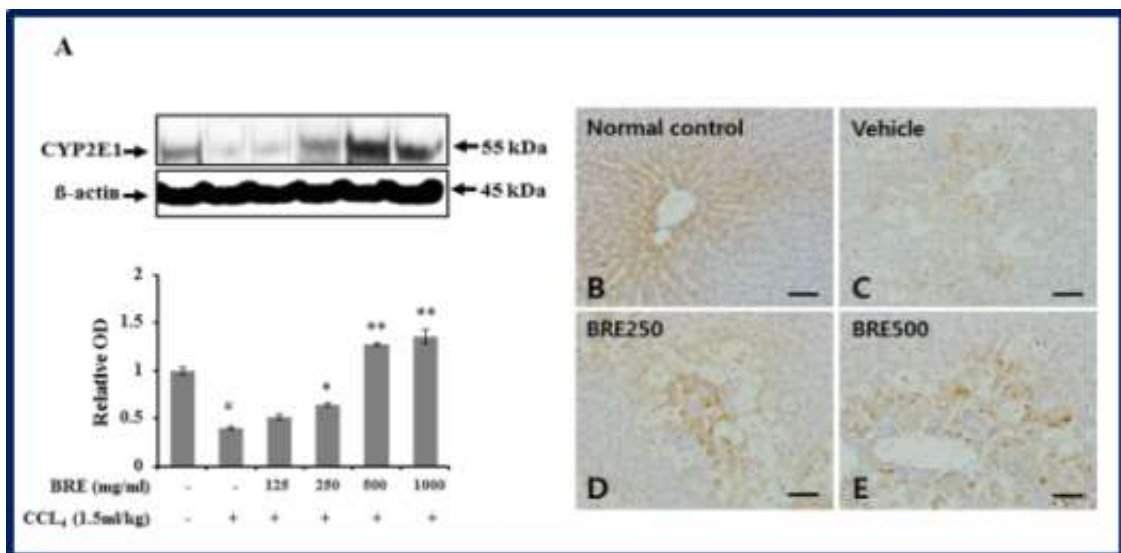 A
CYP2E1
55 kDa
ß-actin
45 kDa
2
1.5
1
0.5
0
Relative OD
*
*
**
**
BRE (mg/ml) - - 125 250 500 1000
CCL4 (1.5ml/kg) - + + + + +
Normal control
B
Vehicle
C
BRE250
D
BRE500
E